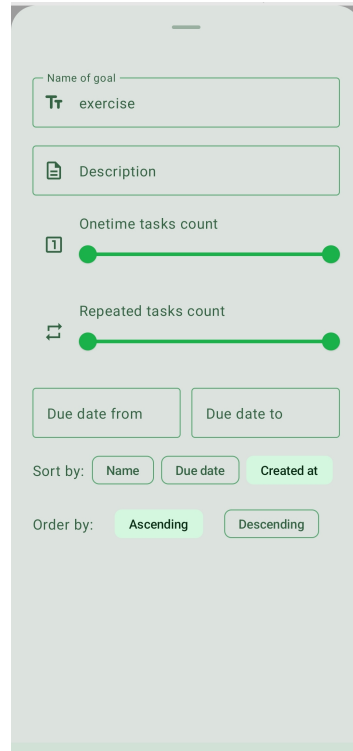 Name of goal
exercise
Description
Onetime tasks count
Repeated tasks count
Due date from Due date to
Sort by: Name Due date Created at
Order by: Ascending Descending